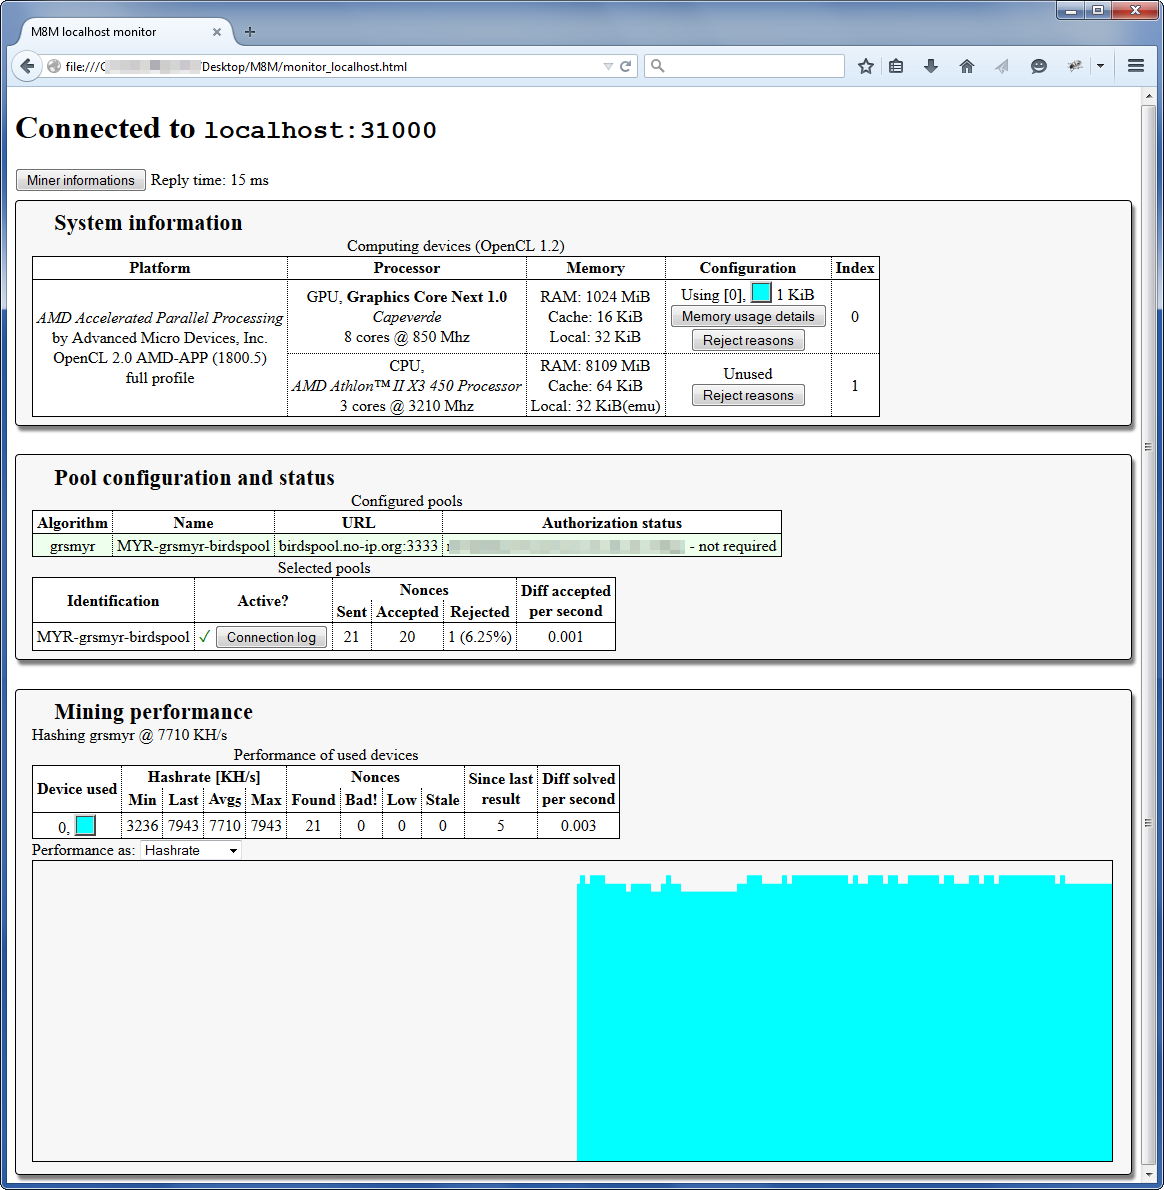 M8M localhost monitor
file:///C /Desktop/M8M/monitor_localhost.html
Connected to localhost:31000
Miner informations Reply time: 15 ms
System information
Computing devices (OpenCL 1.2)
Platform Processor Memory Configuration Index
AMD Accelerated Parallel Processing
by Advanced Micro Devices, Inc.
OpenCL 2.0 AMD-APP (1800.5)
full profile
GPU, Graphics Core Next 1.0
Capeverde
8 cores @ 850 Mhz
RAM: 1024 MiB
Cache: 16 KiB
Local: 32 KiB
Using [0], 1 KiB
Memory usage details
Reject reasons
0
CPU,
AMD Athlon™ II X3 450 Processor
3 cores @ 3210 Mhz
RAM: 8109 MiB
Cache: 64 KiB
Local: 32 KiB(emu)
Unused
Reject reasons
1
Pool configuration and status
Configured pools
Algorithm Name URL Authorization status
grsmyr MYR-grsmyr-birdspool birdspool.no-ip.org:3333 - not required
Selected pools
Identification Active? Nonces Diff accepted per second
Sent Accepted Rejected
MYR-grsmyr-birdspool ✓ Connection log 21 20 1 (6.25%) 0.001
Mining performance
Hashing grsmyr @ 7710 KH/s
Performance of used devices
Device used Hashrate [KH/s] Nonces Since last result Diff solved per second
Min Last Avg5 Max Found Bad! Low Stale
0, 3236 7943 7710 7943 21 0 0 0 5 0.003
Performance as: Hashrate